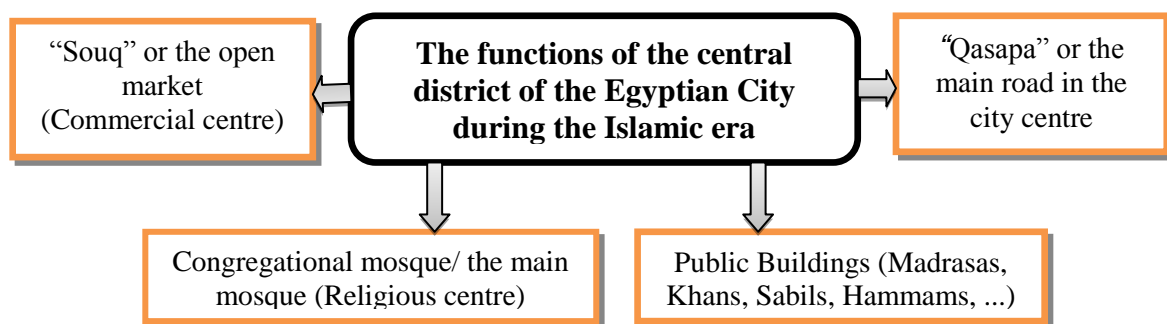 The functions of the central
district of the Egyptian City
during the Islamic era
“Souq” or the open
market
(Commercial centre)
“Qasapa” or the
main road in the
city centre
Congregational mosque/ the main
mosque (Religious centre)
Public Buildings (Madrasas,
Khans, Sabils, Hammams, ...)